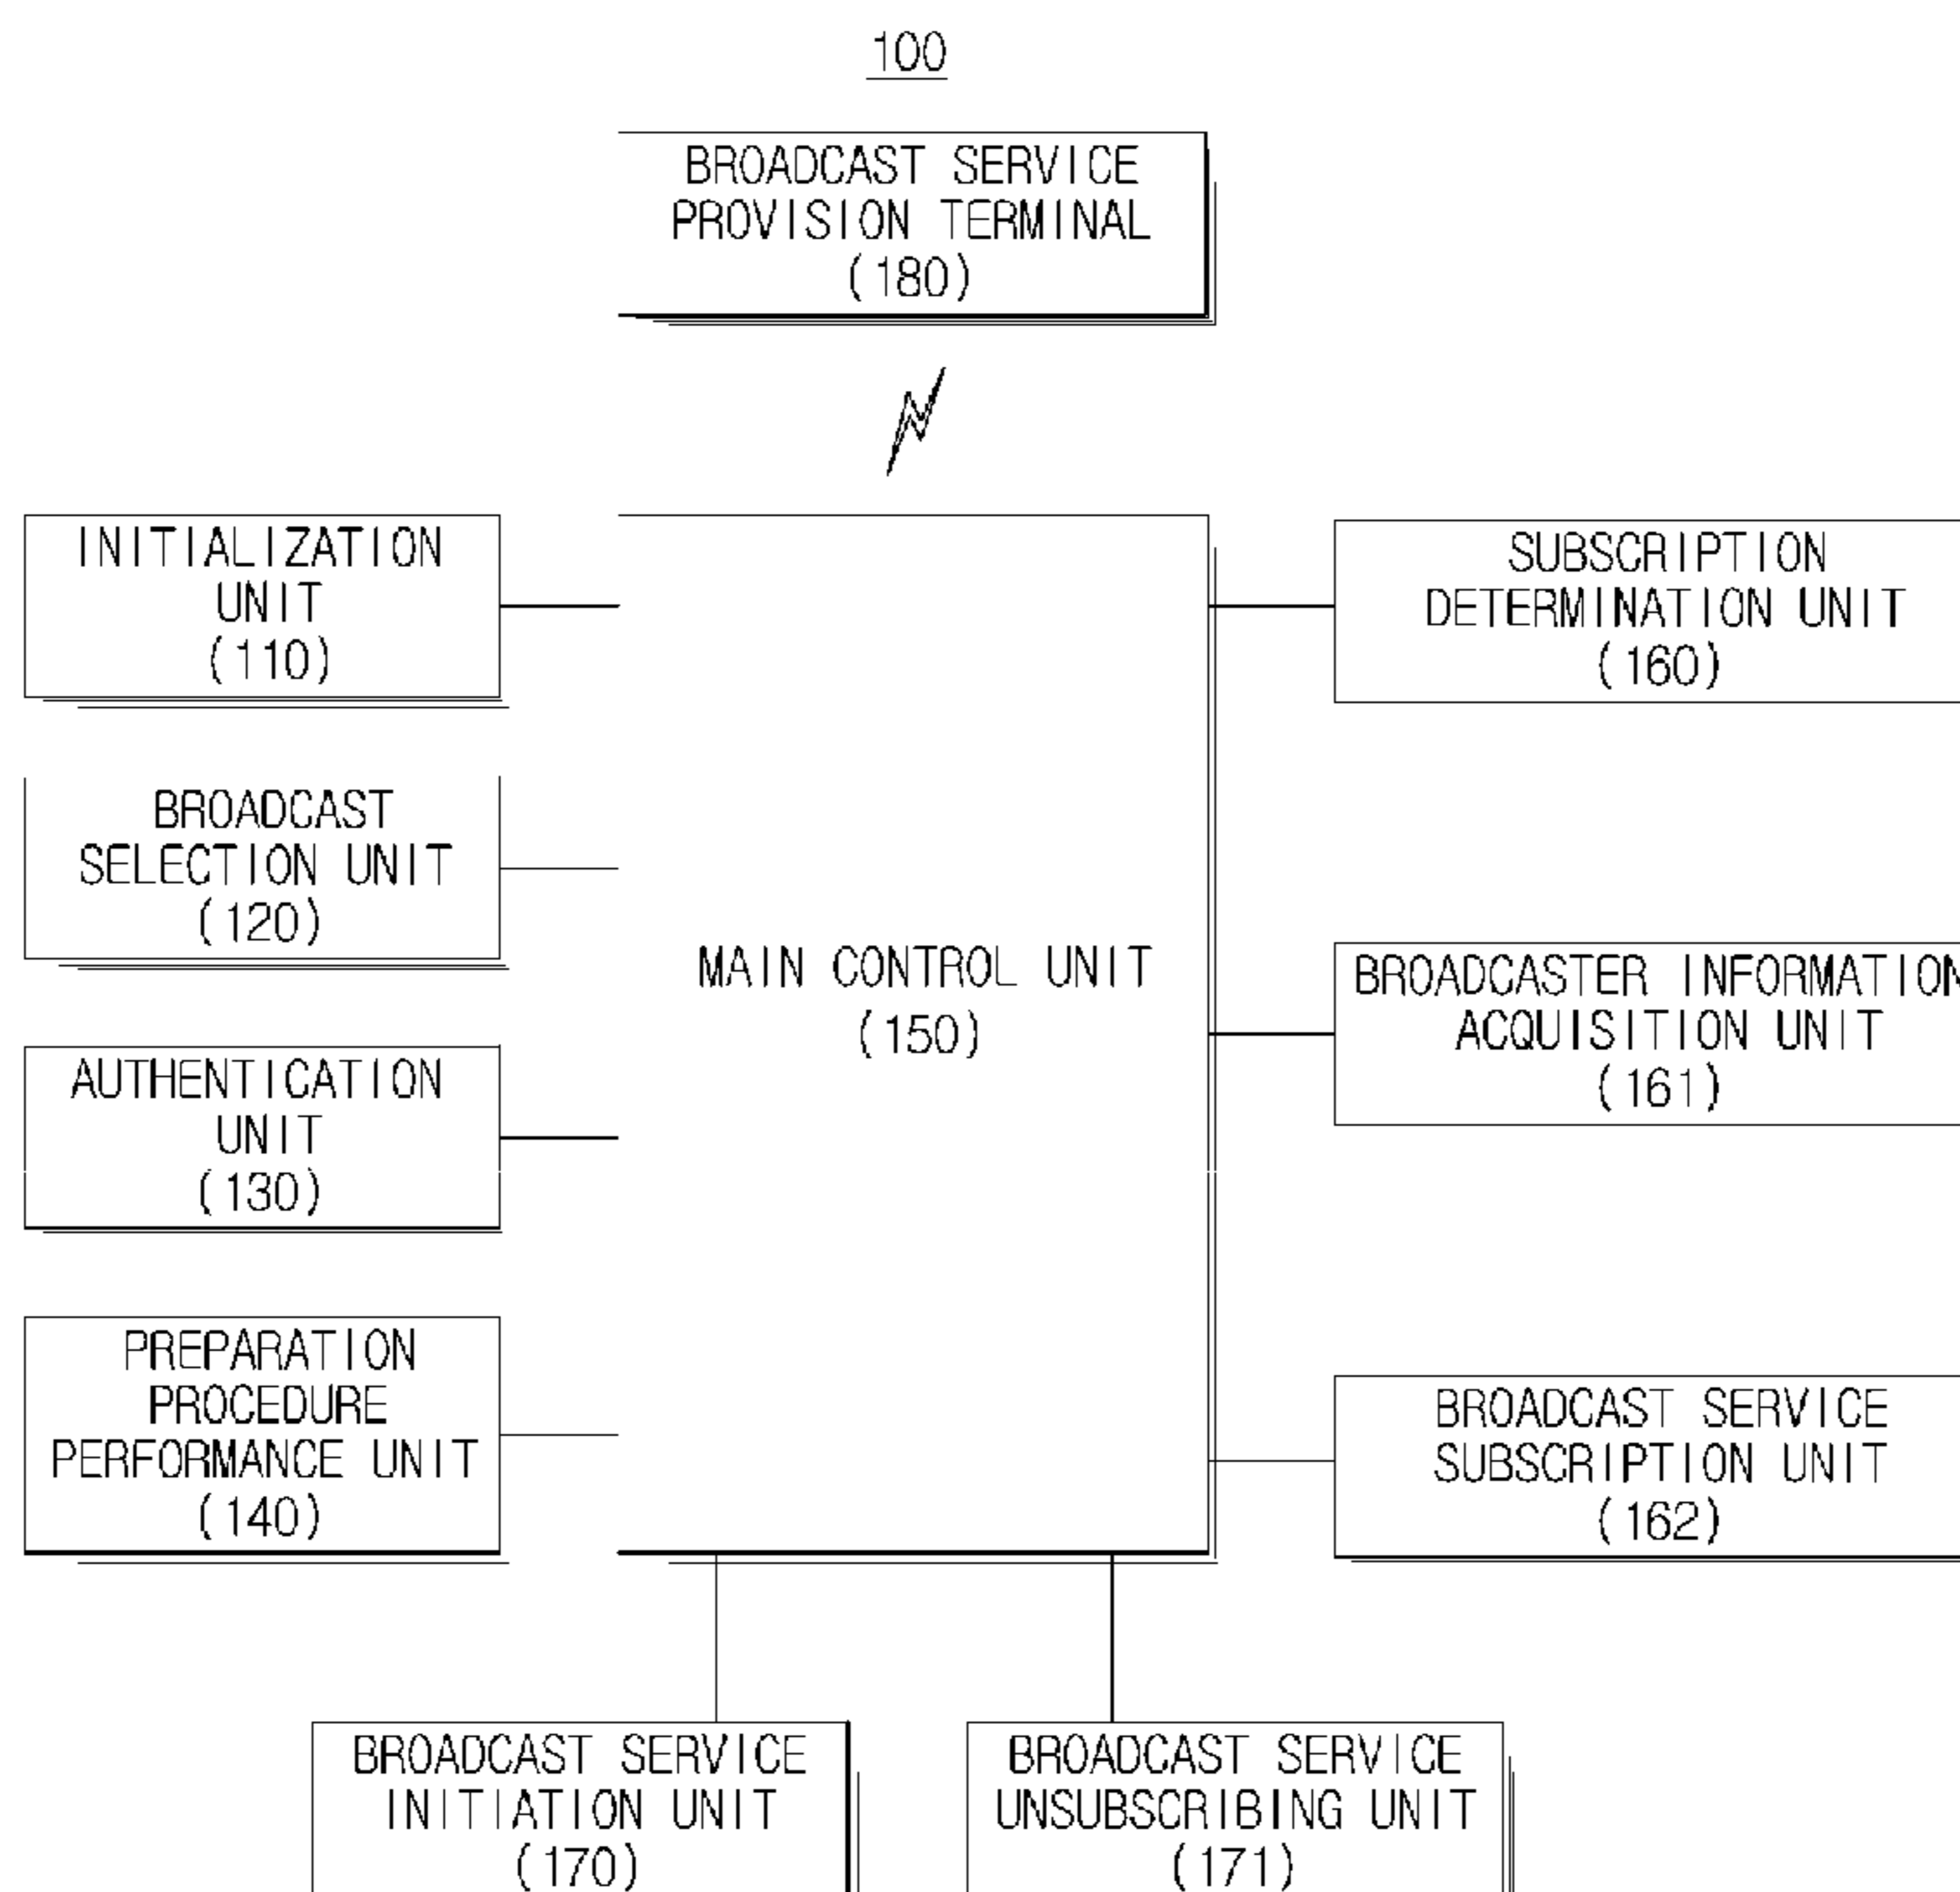 100
BROADCAST SERVICE
PROVISION TERMINAL
(180)
INITIALIZATION
UNIT
(110)
BROADCAST
SELECTION UNIT
(120)
AUTHENTICATION
UNIT
(130)
PREPARATION
PROCEDURE
PERFORMANCE UNIT
(140)
MAIN CONTROL UNIT
(150)
SUBSCRIPTION
DETERMINATION UNIT
(160)
BROADCASTER INFORMATION
ACQUISITION UNIT
(161)
BROADCAST SERVICE
SUBSCRIPTION UNIT
(162)
BROADCAST SERVICE
INITIATION UNIT
(170)
BROADCAST SERVICE
UNSUBSCRIBING UNIT
(171)